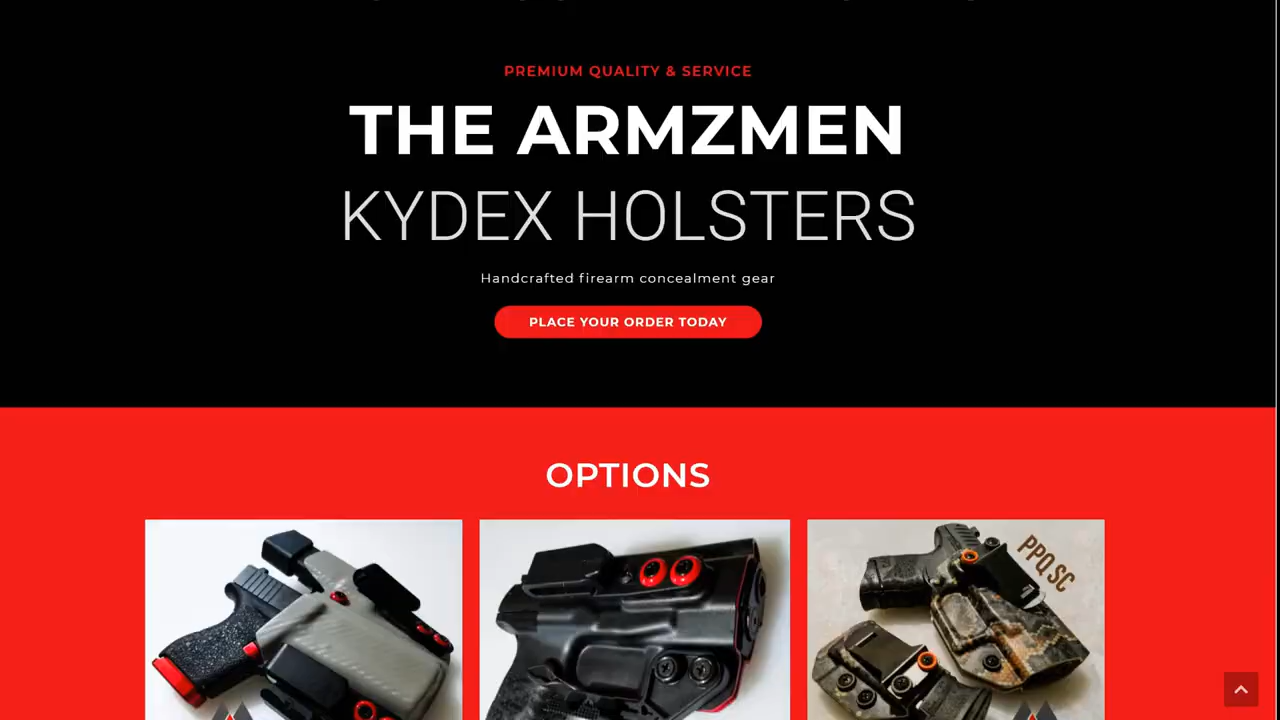 PREMIUM QUALITY & SERVICE
THE ARMZMEN
KYDEX HOLSTERS
Handcrafted firearm concealment gear
PLACE YOUR ORDER TODAY
OPTIONS
PPQ SC